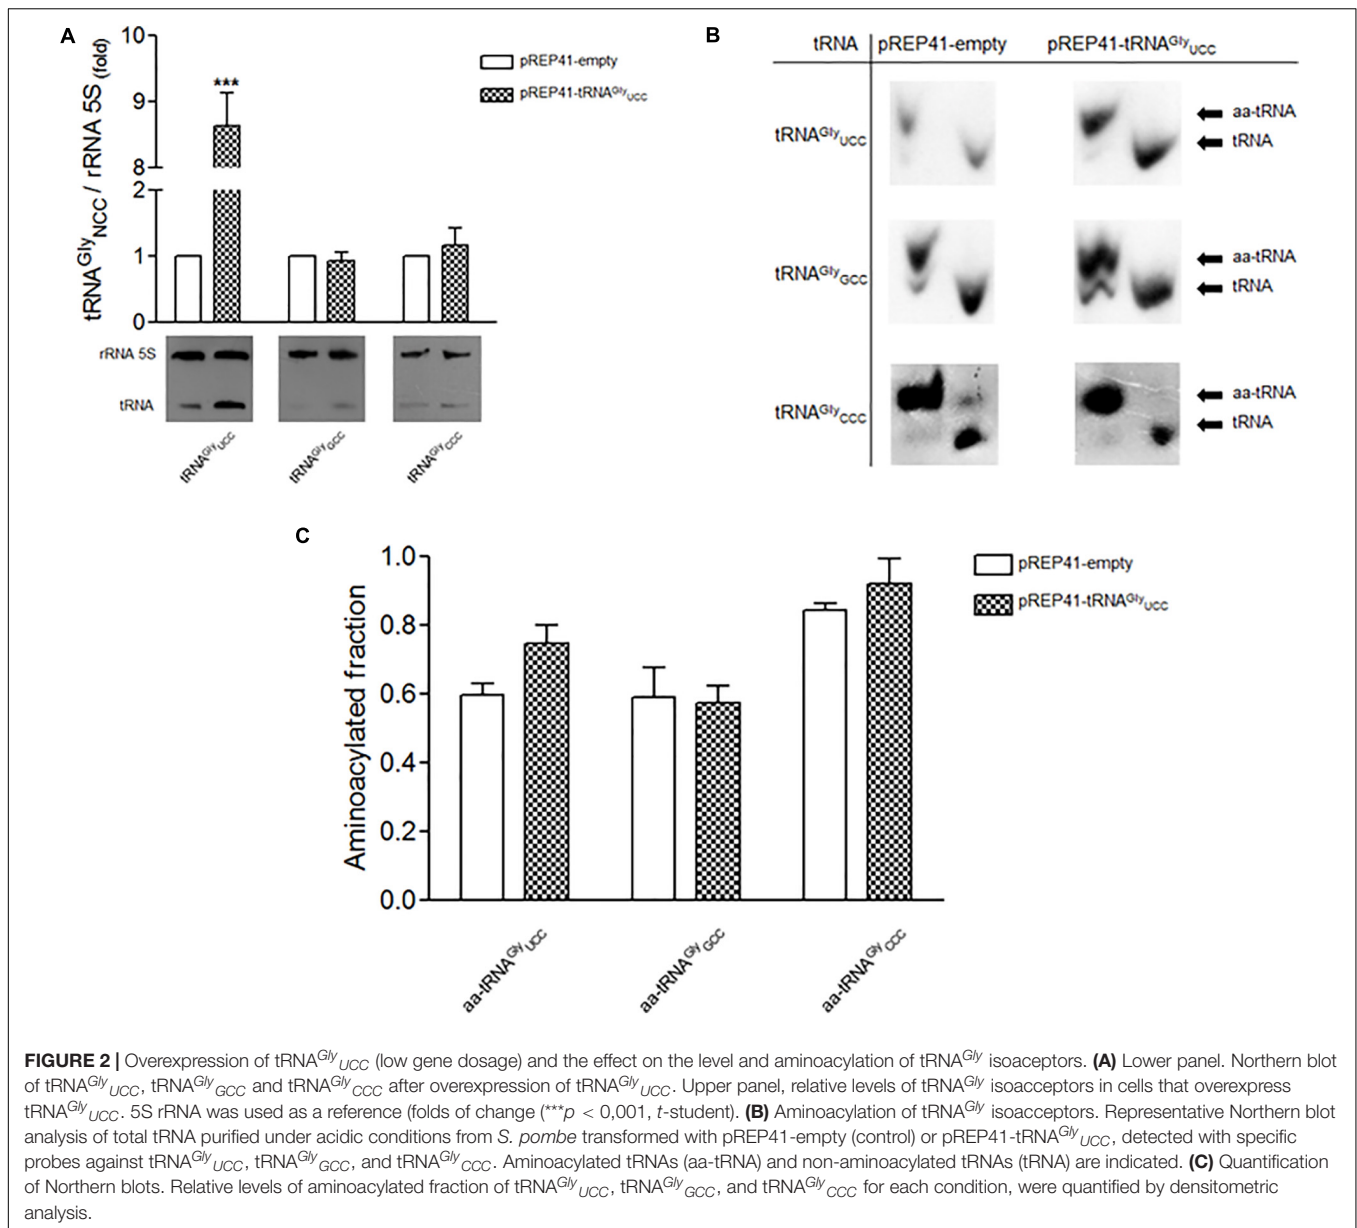 A
10
9
8
2
1
0
tRNAGlyNCC / rRNA 5S (fold)
***
pREP41-empty
pREP41-tRNAGlyUCC
rRNA 5S
tRNA
tRNAGlyUCC
tRNAGlyGCC
tRNAGlyCCC
B
tRNA pREP41-empty pREP41-tRNAGlyUCC
tRNAGlyUCC
aa-tRNA
tRNA
tRNAGlyGCC
aa-tRNA
tRNA
tRNAGlyCCC
aa-tRNA
tRNA
C
1.0
0.8
0.6
0.4
0.2
0.0
Aminoacylated fraction
pREP41-empty
pREP41-tRNAGlyUCC
aa-tRNAGlyUCC
aa-tRNAGlyGCC
aa-tRNAGlyCCC
FIGURE 2 | Overexpression of tRNAGlyUCC (low gene dosage) and the effect on the level and aminoacylation of tRNAGly isoaceptors. (A) Lower panel. Northern blot
of tRNAGlyUCC, tRNAGlyGCC and tRNAGlyCCC after overexpression of tRNAGlyUCC. Upper panel, relative levels of tRNAGly isoacceptors in cells that overexpress
tRNAGlyUCC. 5S rRNA was used as a reference (folds of change (***p < 0,001, t-student). (B) Aminoacylation of tRNAGly isoacceptors. Representative Northern blot
analysis of total tRNA purified under acidic conditions from S. pombe transformed with pREP41-empty (control) or pREP41-tRNAGlyUCC, detected with specific
probes against tRNAGlyUCC, tRNAGlyGCC, and tRNAGlyCCC. Aminoacylated tRNAs (aa-tRNA) and non-aminoacylated tRNAs (tRNA) are indicated. (C) Quantification
of Northern blots. Relative levels of aminoacylated fraction of tRNAGlyUCC, tRNAGlyGCC, and tRNAGlyCCC for each condition, were quantified by densitometric
analysis.